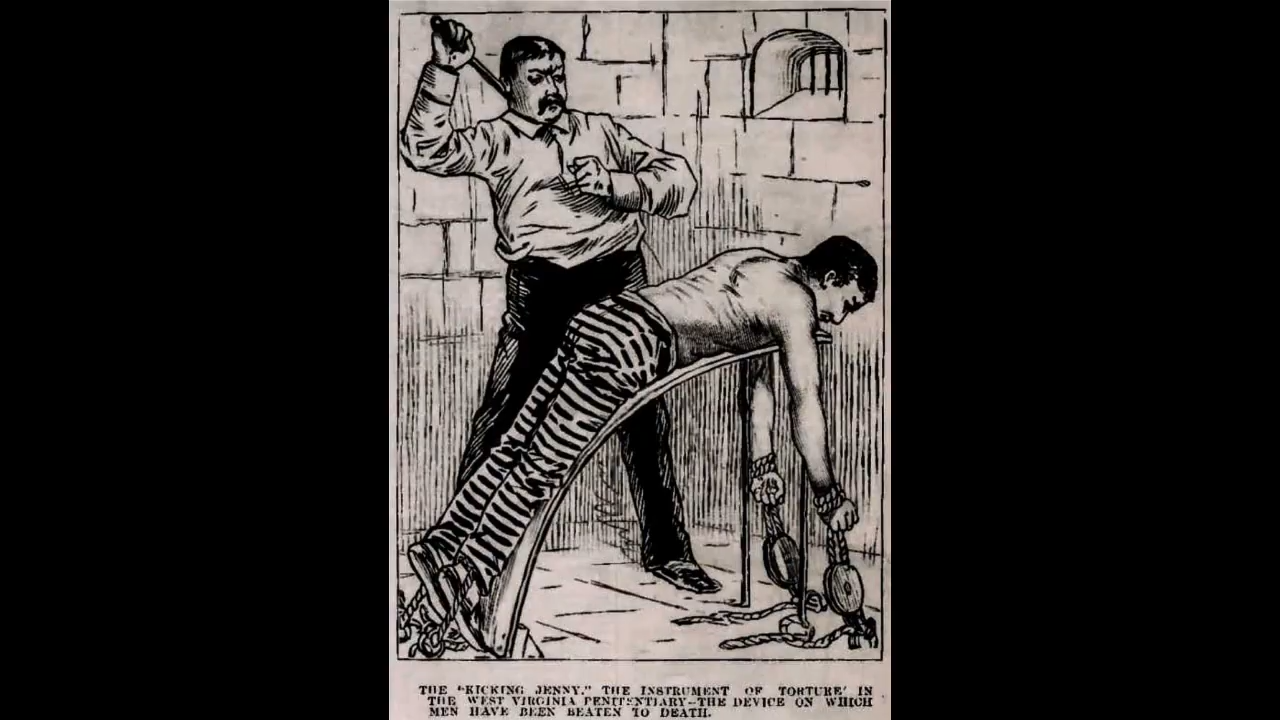 THE "KICKING JENNY." THE INSTRUMENT OF TORTURE' IN
THE WEST VIRGINIA PENITENTIARY—THE DEVICE ON WHICH
MEN HAVE BEEN BEATEN TO DEATH.